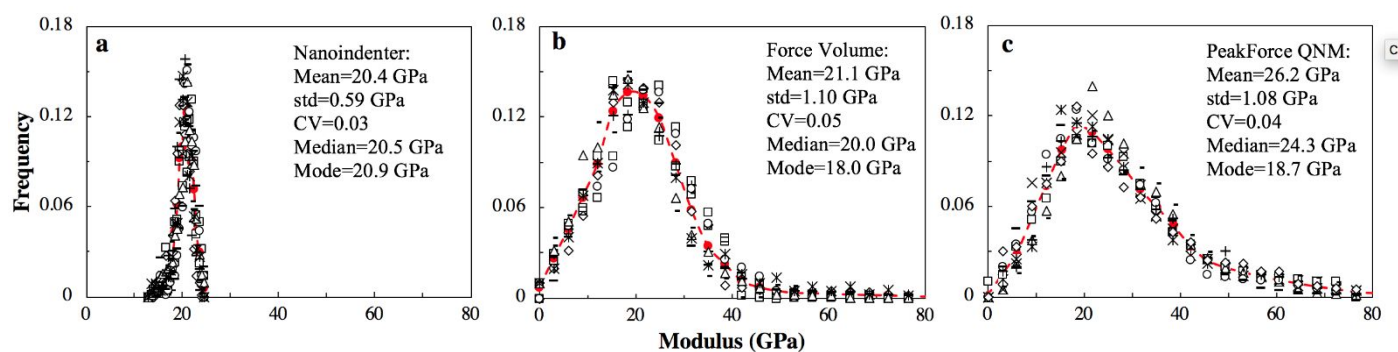 0.18
0.12
0.06
0
Frequency
a
Nanoindenter:
Mean=20.4 GPa
std=0.59 GPa
CV=0.03
Median=20.5 GPa
Mode=20.9 GPa
0 20 40 60 80
0.18
0.12
0.06
0
b
Force Volume:
Mean=21.1 GPa
std=1.10 GPa
CV=0.05
Median=20.0 GPa
Mode=18.0 GPa
0 20 40 60 80
Modulus (GPa)
0.18
0.12
0.06
0
c
PeakForce QNM:
Mean=26.2 GPa
std=1.08 GPa
CV=0.04
Median=24.3 GPa
Mode=18.7 GPa
0 20 40 60 80